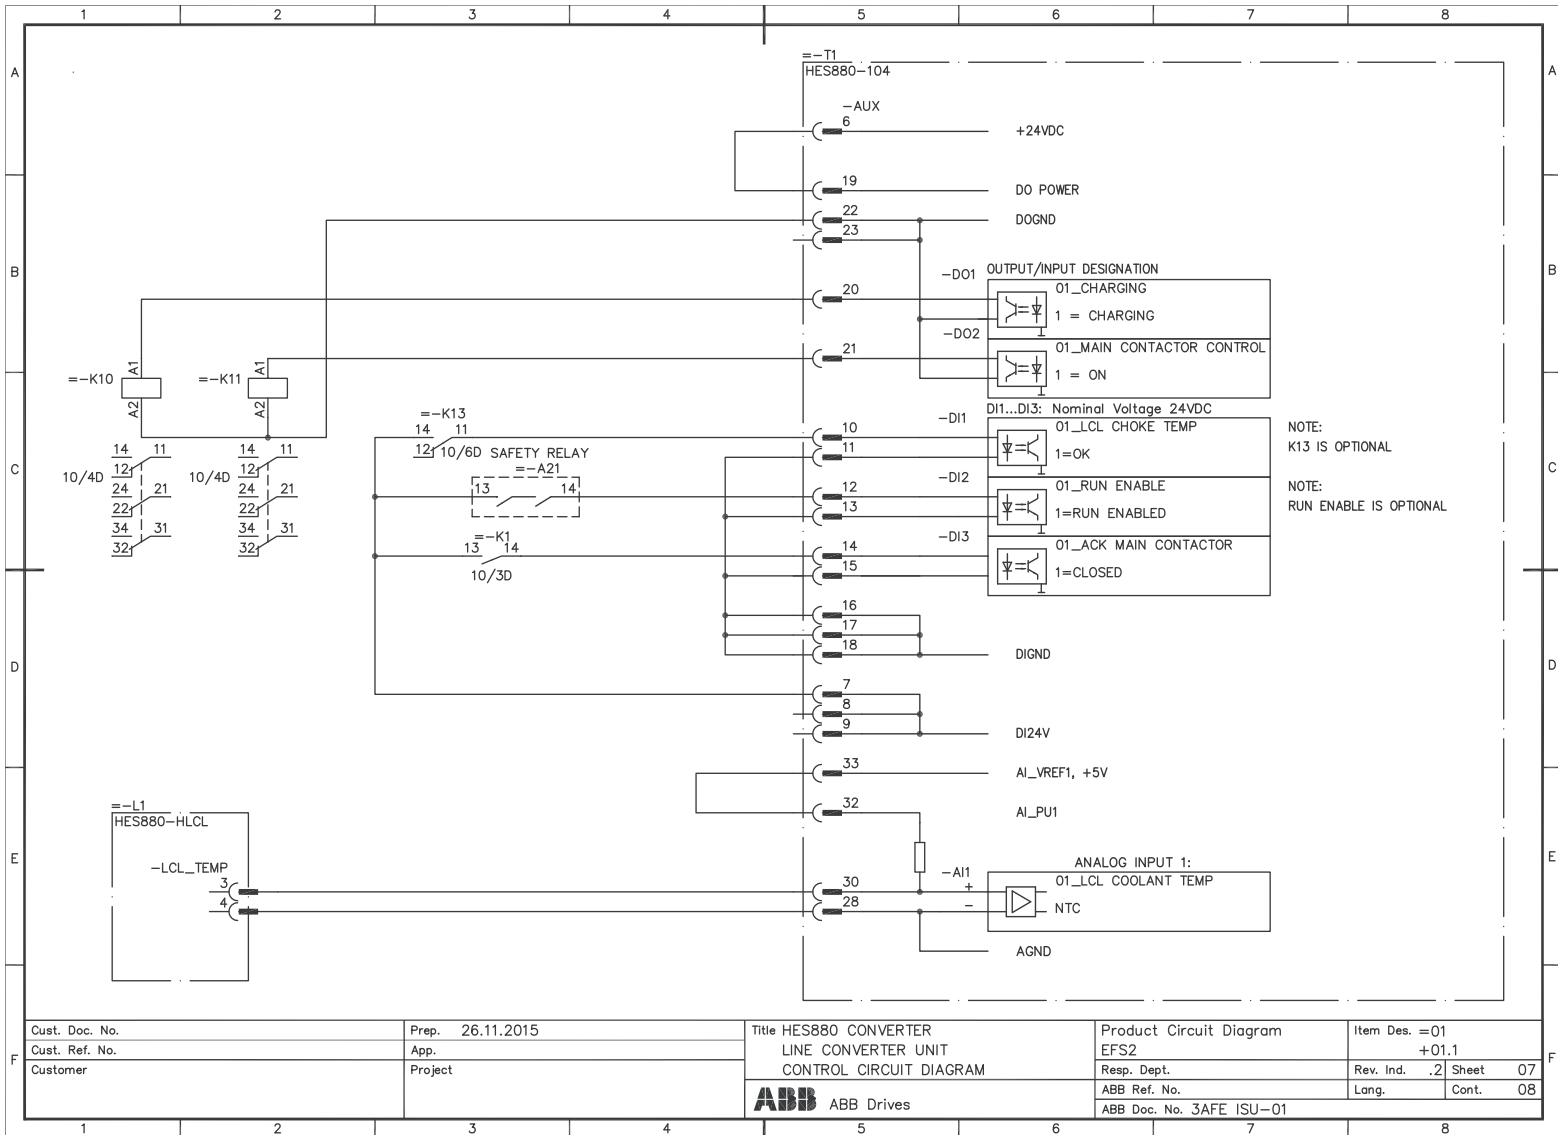 1 2 3 4 5 6 7 8
A A
=-T1
HES880-104
-AUX
6 +24VDC
19 DO POWER
22 DOGND
23
B B
-DO1 OUTPUT/INPUT DESIGNATION
20 01_CHARGING
1 = CHARGING
-DO2
21 01_MAIN CONTACTOR CONTROL
1 = ON
=-K10 A1 A2
=-K11 A1 A2
DI1...DI3: Nominal Voltage 24VDC
=-K13
14 11
12 10/6D
-DI1
10 01_LCL CHOKE TEMP
11 1=OK
NOTE:
K13 IS OPTIONAL
C C
14 11
12
10/4D
24 21
22
34 31
32
14 11
12
10/4D
24 21
22
34 31
32
SAFETY RELAY
=-A21
13 14
-DI2
12 01_RUN ENABLE
13 1=RUN ENABLED
NOTE:
RUN ENABLE IS OPTIONAL
=-K1
13 14
10/3D
-DI3
14 01_ACK MAIN CONTACTOR
15 1=CLOSED
16
17
18 DIGND
D D
7
8
9 DI24V
33 AI_VREF1, +5V
32 AI_PU1
=-L1
HES880-HLCL
-LCL_TEMP
3
4
E E
ANALOG INPUT 1:
-AI1
30 + 01_LCL COOLANT TEMP
28 - NTC
AGND
F F
Cust. Doc. No.
Cust. Ref. No.
Customer
Prep. 26.11.2015
App.
Project
Title HES880 CONVERTER
LINE CONVERTER UNIT
CONTROL CIRCUIT DIAGRAM
ABB ABB Drives
Product Circuit Diagram
EFS2
Resp. Dept.
ABB Ref. No.
ABB Doc. No. 3AFE ISU-01
Item Des. =01
+01.1
Rev. Ind. .2 Sheet 07
Lang. Cont. 08
1 2 3 4 5 6 7 8